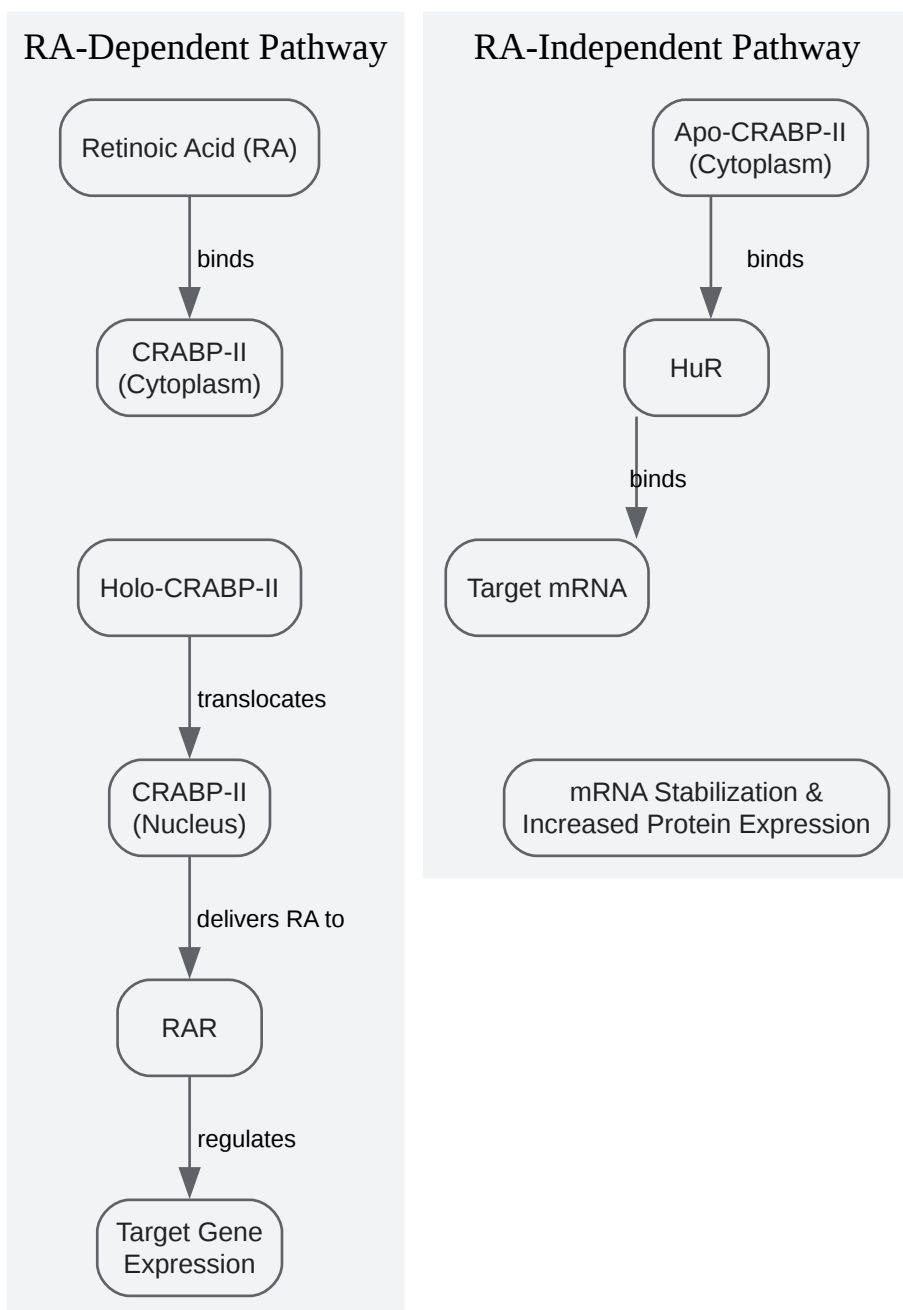 RA-Dependent Pathway
Retinoic Acid (RA)
binds
CRABP-II
(Cytoplasm)
Holo-CRABP-II
translocates
CRABP-II
(Nucleus)
delivers RA to
RAR
regulates
Target Gene
Expression
RA-Independent Pathway
Apo-CRABP-II
(Cytoplasm)
binds
HuR
binds
Target mRNA
mRNA Stabilization &
Increased Protein Expression